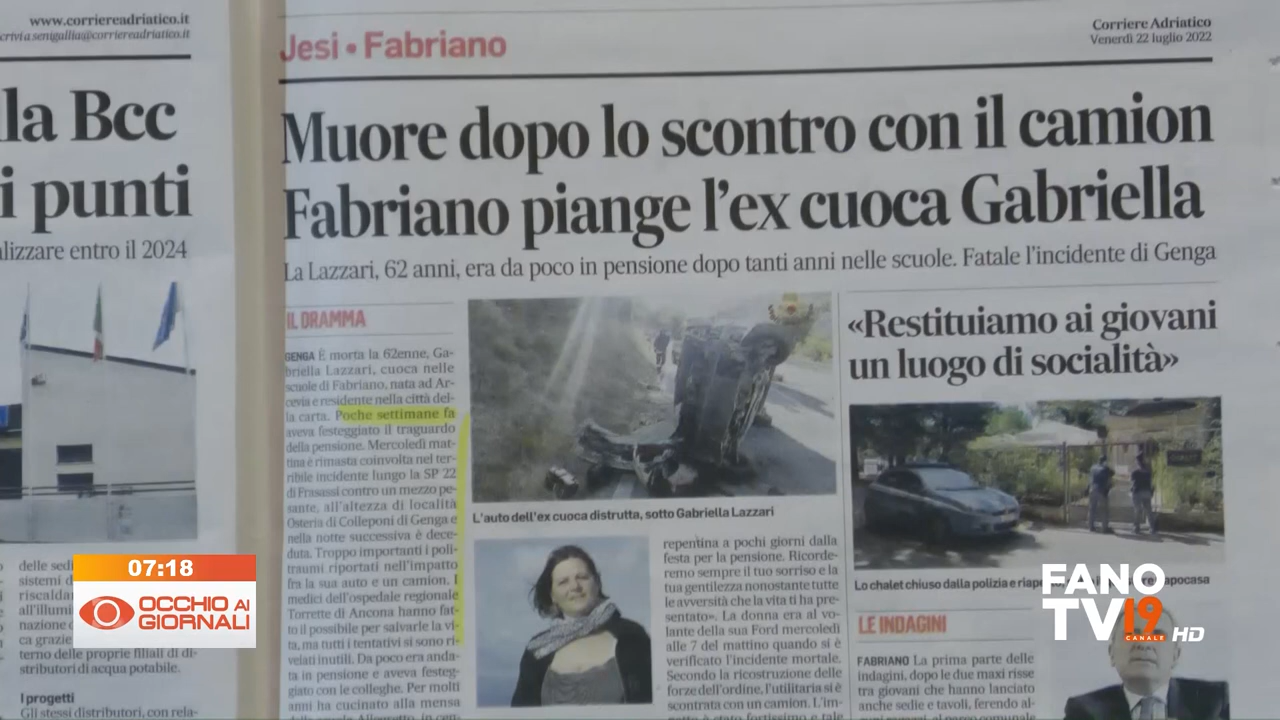 www.corriereadriatico.it
scrivi a senigallia@corriereadriatico.it
lla Bcc
i punti
alizzare entro il 2024
delle sedi
sistemi d
riscalda
all'illum
nazione d
ca grazie
terno delle proprie filiali di di-
stributori di acqua potabile.
I progetti
Gli stessi distributori, con rela-
Jesi • Fabriano
Corriere Adriatico
Venerdì 22 luglio 2022
Muore dopo lo scontro con il camion
Fabriano piange l'ex cuoca Gabriella
La Lazzari, 62 anni, era da poco in pensione dopo tanti anni nelle scuole. Fatale l'incidente di Genga
IL DRAMMA
GENGA È morta la 62enne, Ga-
briella Lazzari, cuoca nelle
scuole di Fabriano, nata ad Ar-
cevia e residente nella città del-
la carta. Poche settimane fa
aveva festeggiato il traguardo
della pensione. Mercoledì mat-
tina è rimasta coinvolta nel ter-
ribile incidente lungo la SP 22
di Frasassi contro un mezzo pe-
sante, all'altezza di località
Osteria di Colleponi di Genga e
nella notte successiva è dece-
duta. Troppo importanti i poli-
traumi riportati nell'impatto
fra la sua auto e un camion. I
medici dell'ospedale regionale
Torrette di Ancona hanno fat-
to il possibile per salvarle la vi-
ta, ma tutti i tentativi si sono ri-
velati inutili. Da poco era anda-
ta in pensione e aveva festeg-
giato con le colleghe. Per molti
anni ha cucinato alla mensa
L'auto dell'ex cuoca distrutta, sotto Gabriella Lazzari
repentina a pochi giorni dalla
festa per la pensione. Ricorde-
remo sempre il tuo sorriso e la
tua gentilezza nonostante tutte
le avversità che la vita ti ha pre-
sentato». La donna era al vo-
lante della sua Ford mercoledì
alle 7 del mattino quando si è
verificato l'incidente mortale.
Secondo la ricostruzione delle
forze dell'ordine, l'utilitaria si è
scontrata con un camion. L'im-
patto è stato fortissimo e tale
«Restituiamo ai giovani
un luogo di socialità»
Lo chalet chiuso dalla polizia e riap
apocasa
LE INDAGINI
FABRIANO La prima parte delle
indagini, dopo le due maxi risse
tra giovani che hanno lanciato
anche sedie e tavoli, ferendo al-
07:18
OCCHIO AI
GIORNALI
FANO
TV 19
CANALE
HD